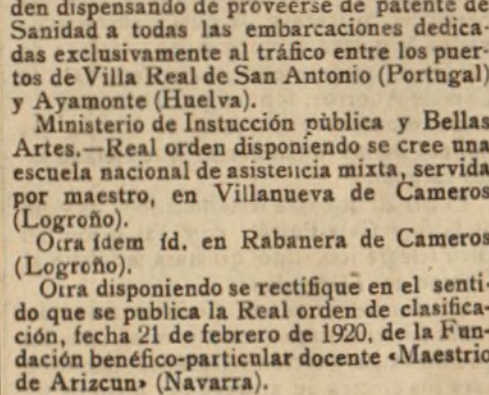 den dispensando de proveerse de patente de
Sanidad a todas las embarcaciones dedica-
das exclusivamente al tráfico entre los puer-
tos de Villa Real de San Antonio (Portugal)
y Ayamonte (Huelva).
Ministerio de Instucción pùblica y Bellas
Artes.—Real orden disponiendo se cree una
escuela nacional de asistencia mixta, servida
por maestro, en Villanueva de Cameros
(Logroño).
Otra ídem íd. en Rabanera de Cameros
(Logroño).
Otra disponiendo se rectifique en el senti-
do que se publica la Real orden de clasifica-
ción, fecha 21 de febrero de 1920, de la Fun-
dación benéfico-particular docente «Maestrio
de Arizcun» (Navarra).